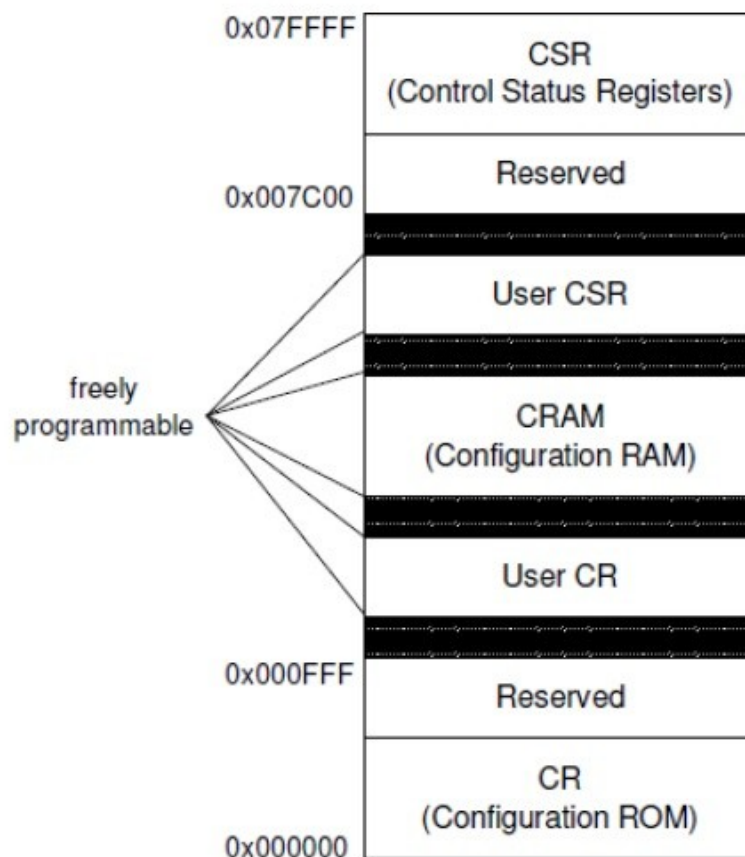 0x07FFFF
CSR
(Control Status Registers)
Reserved
0x007C00
User CSR
freely
programmable
CRAM
(Configuration RAM)
User CR
0x000FFF
Reserved
CR
(Configuration ROM)
0x000000